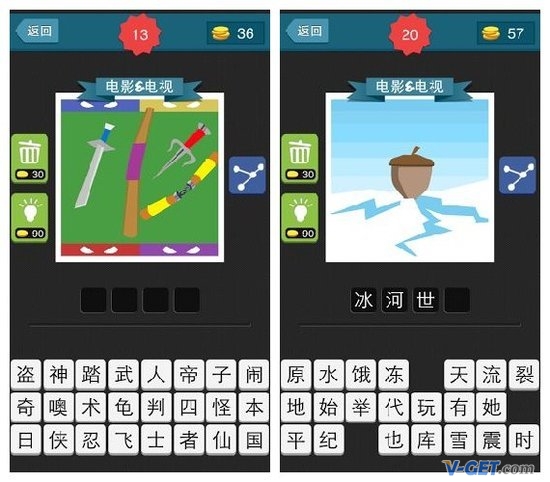 返回
13
36
电影&电视
30
90
盗神踏武人帝子闹
奇噢术龟判四怪本
日侠忍飞士者仙国
返回
20
57
电影&电视
30
90
冰河世
原水饿冻天流裂
地始举代玩有她
平纪也库雪震时
V-GET.com